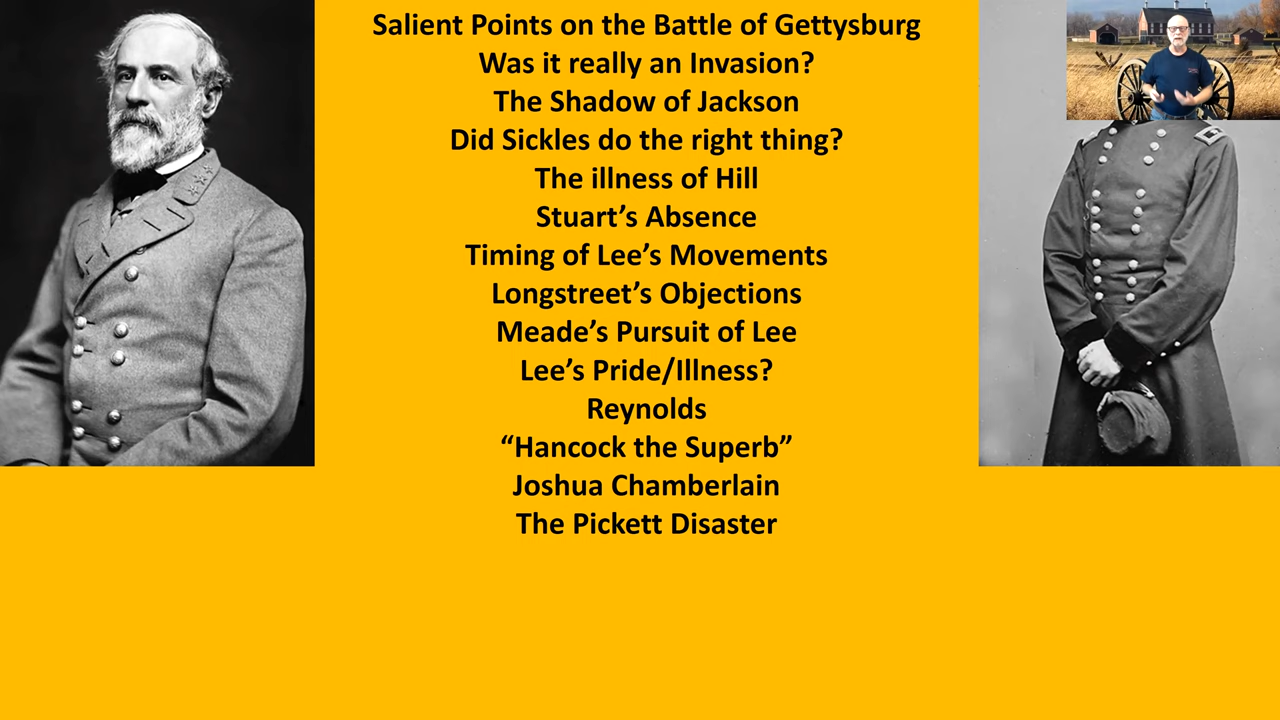 Salient Points on the Battle of Gettysburg
Was it really an Invasion?
The Shadow of Jackson
Did Sickles do the right thing?
The illness of Hill
Stuart’s Absence
Timing of Lee’s Movements
Longstreet’s Objections
Meade’s Pursuit of Lee
Lee’s Pride/Illness?
Reynolds
“Hancock the Superb”
Joshua Chamberlain
The Pickett Disaster